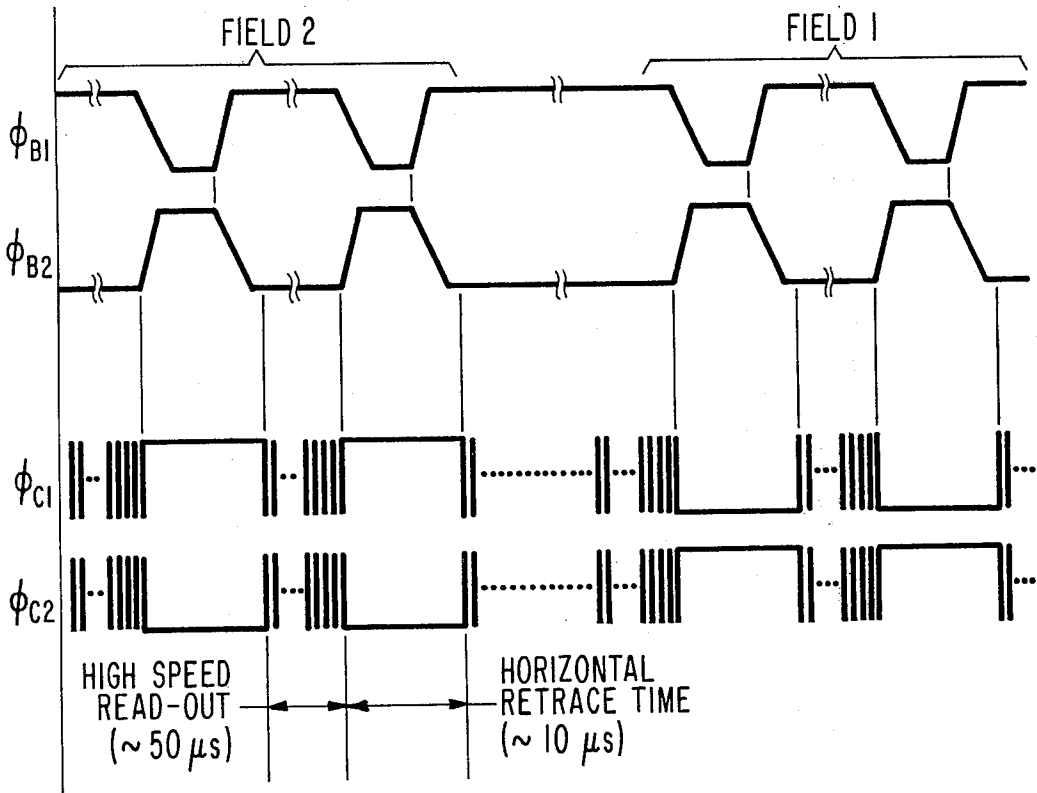 FIELD 2
FIELD 1
ϕB1
ϕB2
ϕC1
ϕC2
HIGH SPEED
READ-OUT
(~ 50 μs)
HORIZONTAL
RETRACE TIME
(~ 10 μs)